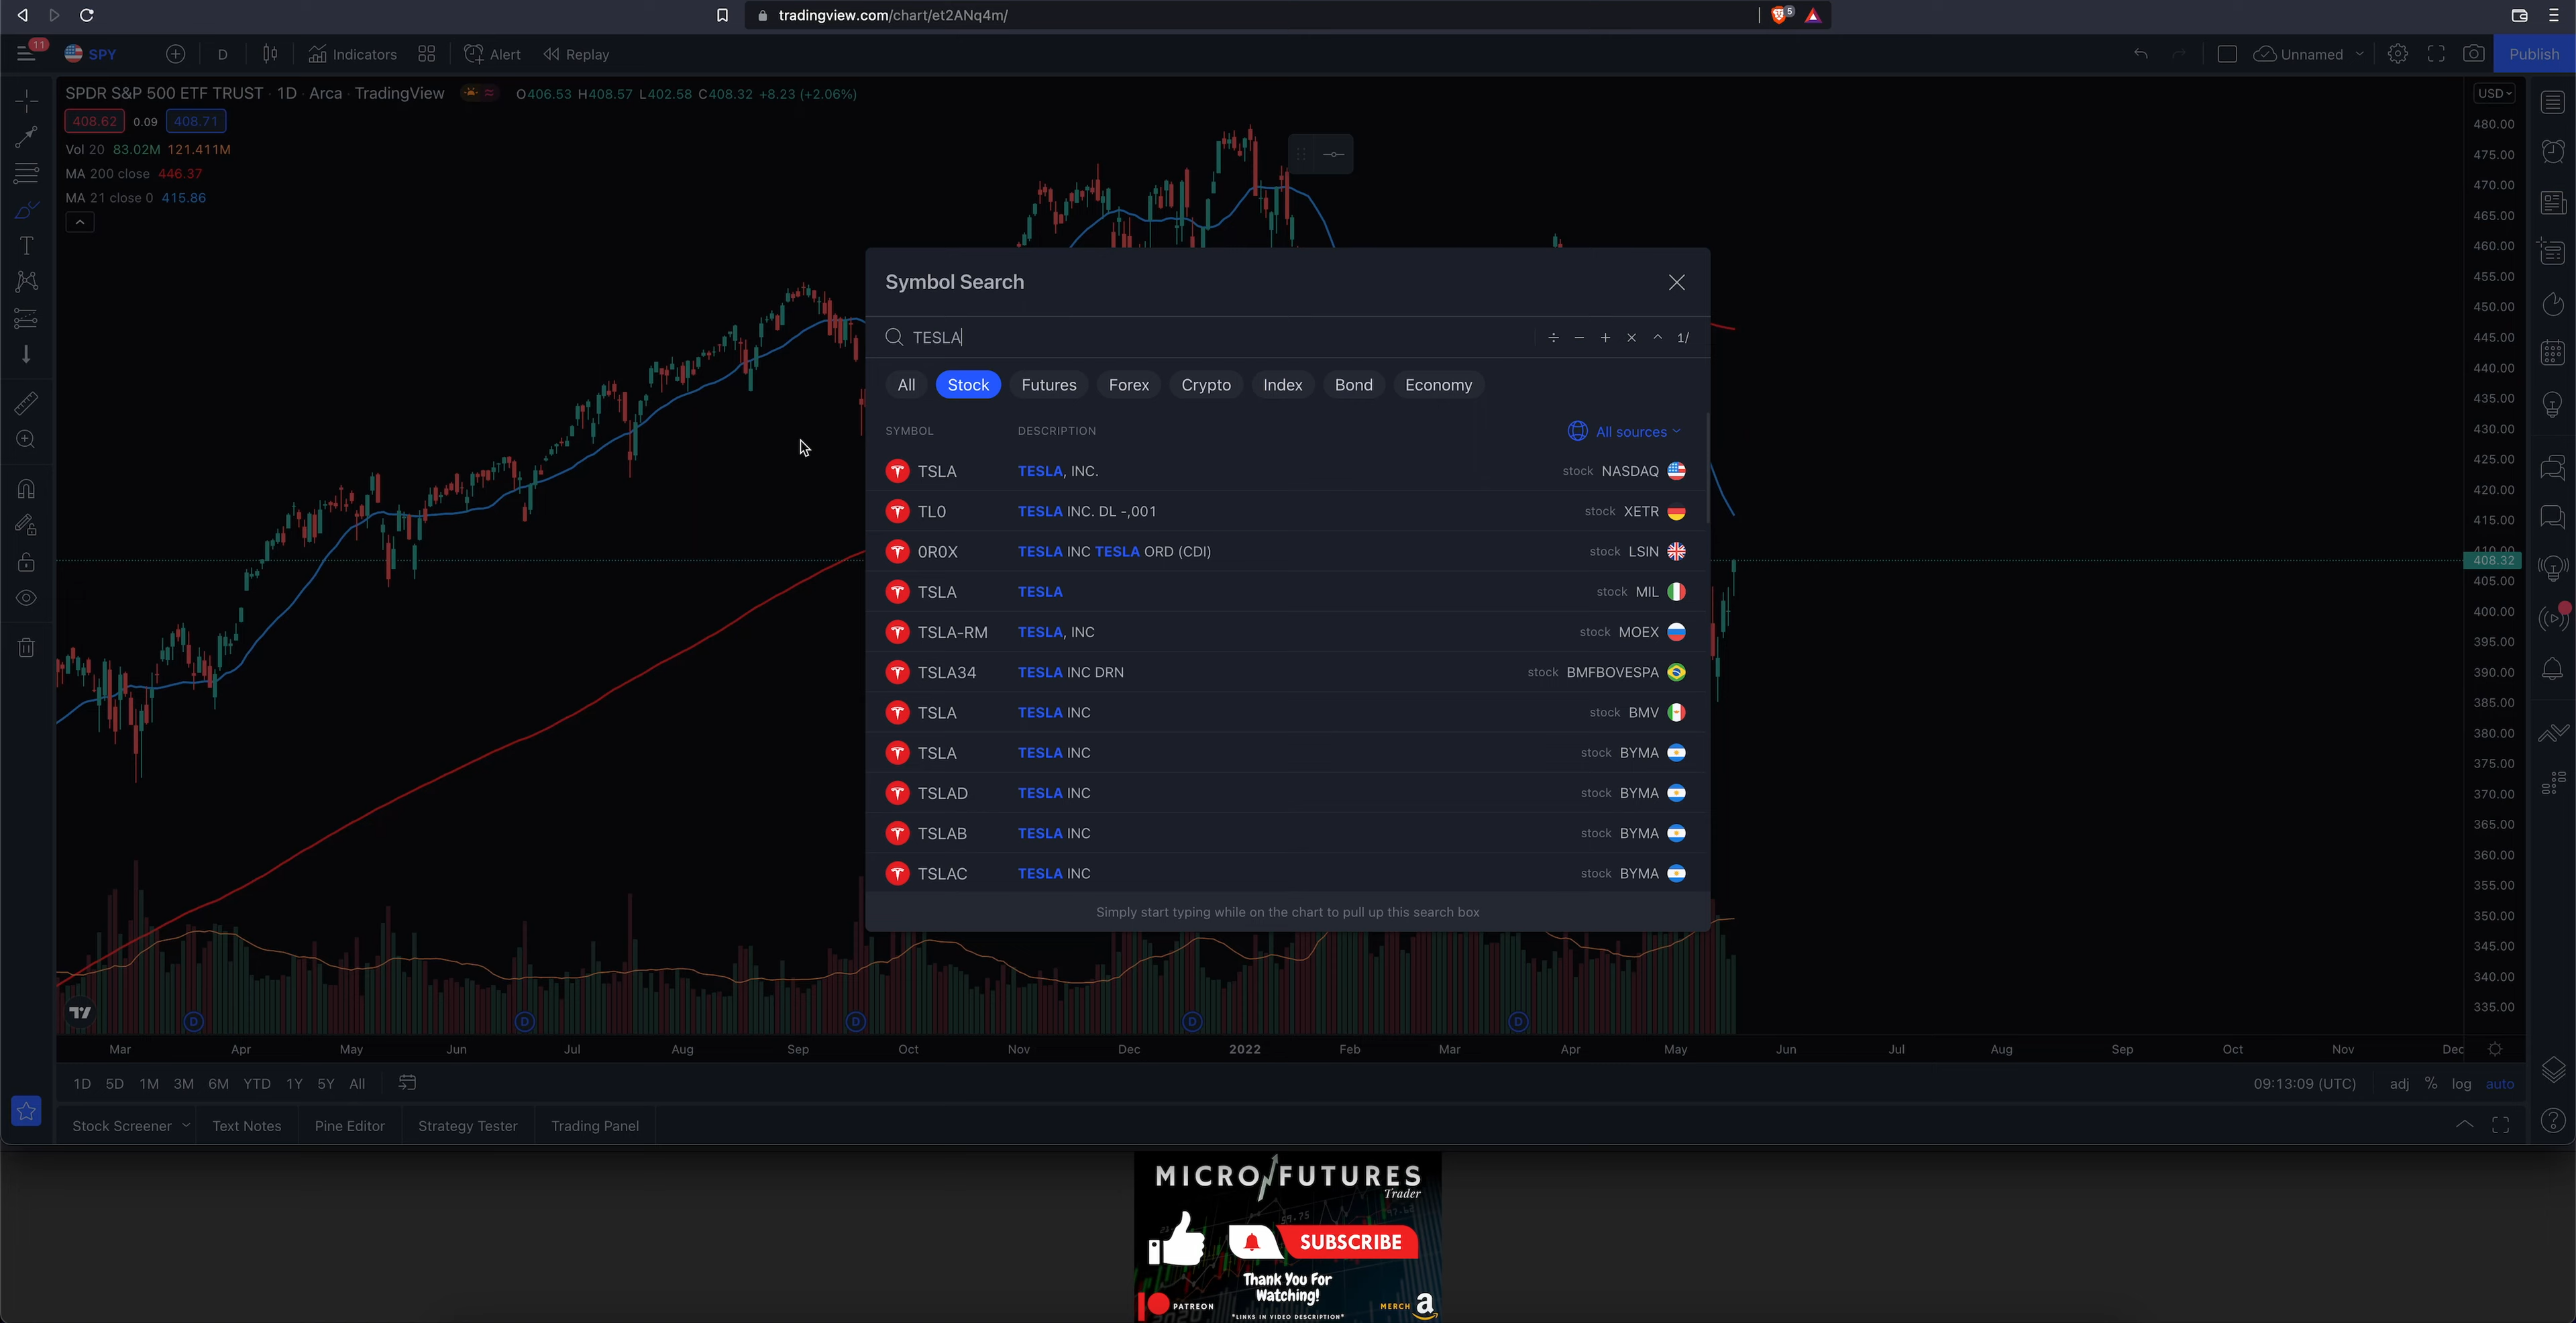 tradingview.com/chart/et2ANq4m/
5
11
SPY
D
Indicators
Alert
Replay
Unnamed
Publish
SPDR S&P 500 ETF TRUST · 1D · Arca · TradingView
O406.53 H408.57 L402.58 C408.32 +8.23 (+2.06%)
USD
408.62 0.09 408.71
Vol 20 83.02M 121.411M
MA 200 close 446.37
MA 21 close 0 415.86
480.00
475.00
470.00
465.00
460.00
455.00
450.00
445.00
440.00
435.00
430.00
425.00
420.00
415.00
410.00
408.32
405.00
400.00
395.00
390.00
385.00
380.00
375.00
370.00
365.00
360.00
355.00
350.00
345.00
340.00
335.00
Symbol Search
TESLA
÷ − + × ^ 1/
All Stock Futures Forex Crypto Index Bond Economy
SYMBOL DESCRIPTION All sources
TSLA TESLA, INC. stock NASDAQ
TL0 TESLA INC. DL -,001 stock XETR
0R0X TESLA INC TESLA ORD (CDI) stock LSIN
TSLA TESLA stock MIL
TSLA-RM TESLA, INC stock MOEX
TSLA34 TESLA INC DRN stock BMFBOVESPA
TSLA TESLA INC stock BMV
TSLA TESLA INC stock BYMA
TSLAD TESLA INC stock BYMA
TSLAB TESLA INC stock BYMA
TSLAC TESLA INC stock BYMA
Simply start typing while on the chart to pull up this search box
D D D D D
Mar Apr May Jun Jul Aug Sep Oct Nov Dec 2022 Feb Mar Apr May Jun Jul Aug Sep Oct Nov Dec
1D 5D 1M 3M 6M YTD 1Y 5Y All
09:13:09 (UTC) adj % log auto
Stock Screener Text Notes Pine Editor Strategy Tester Trading Panel
MICRO FUTURES
Trader
SUBSCRIBE
Thank You For
Watching!
PATREON
MERCH
*LINKS IN VIDEO DESCRIPTION*